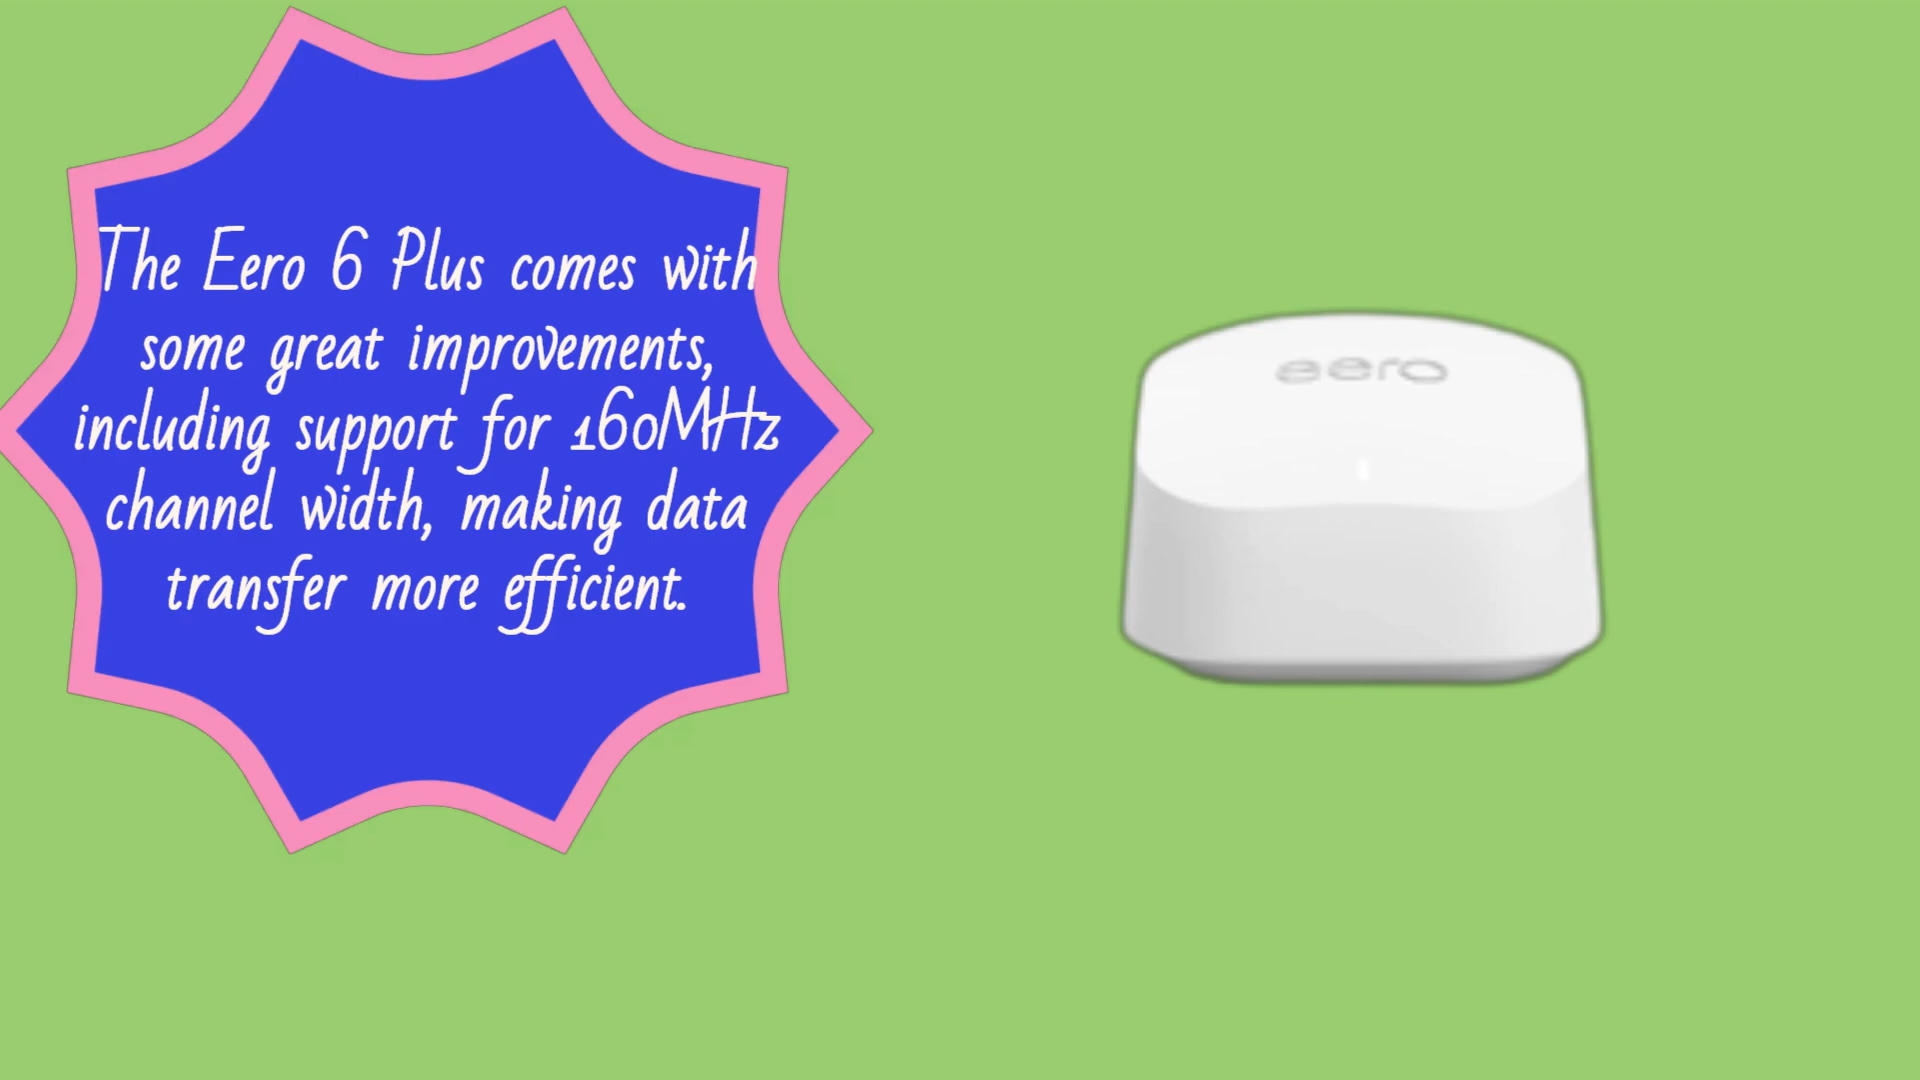 The Eero 6 Plus comes with
some great improvements,
including support for 160MHz
channel width, making data
transfer more efficient.
eero